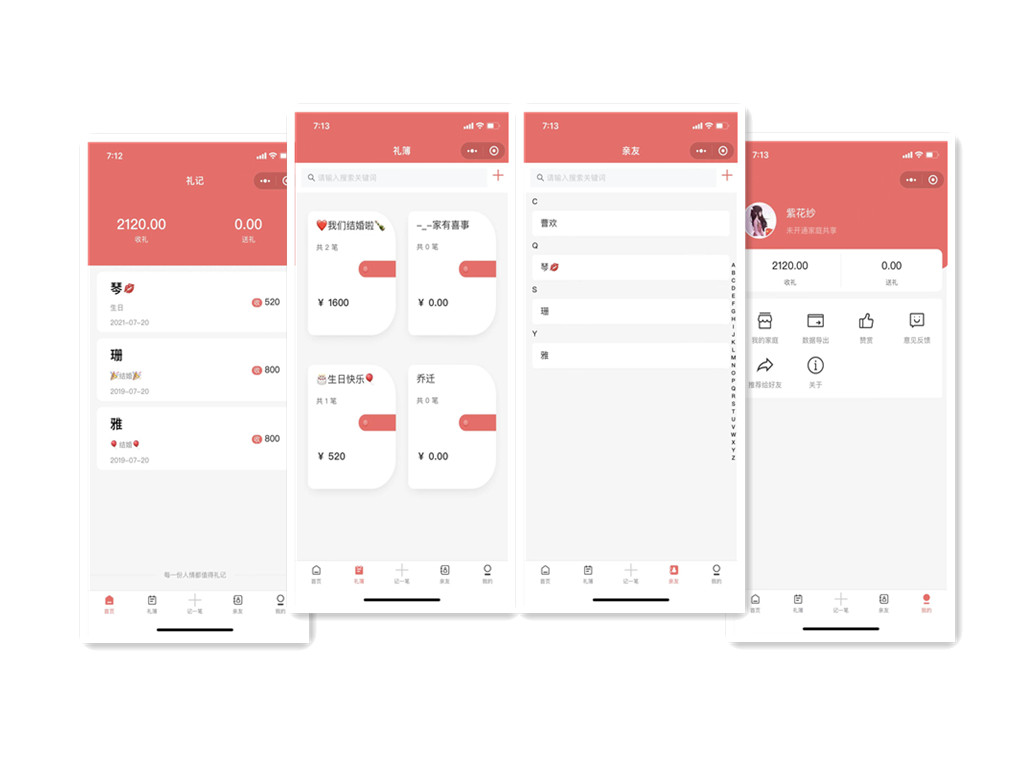 7:12
礼记
2120.00
0.00
收礼
送礼
琴💋
生日
收 520
2021-07-20
珊
🎉结婚🎉
收 800
2019-07-20
雅
🎈结婚🎈
收 800
2019-07-20
每一份人情都值得礼记
首页
礼簿
记一笔
亲友
我的
7:13
礼簿
请输入搜索关键词
❤️我们结婚啦🍾
共 2 笔
¥ 1600
-_-家有喜事
共 0 笔
¥ 0.00
🎂生日快乐🎈
共 1 笔
¥ 520
乔迁
共 0 笔
¥ 0.00
首页
礼簿
记一笔
亲友
我的
7:13
亲友
请输入搜索关键词
C
曹欢
Q
琴💋
S
珊
Y
雅
A
B
C
D
E
F
G
H
I
J
K
L
M
N
O
P
Q
R
S
T
U
V
W
X
Y
Z
首页
礼簿
记一笔
亲友
我的
7:13
紫花纱
未开通家庭共享
2120.00
0.00
收礼
送礼
我的家庭
数据导出
赞赏
意见反馈
推荐给好友
关于
首页
礼簿
记一笔
亲友
我的